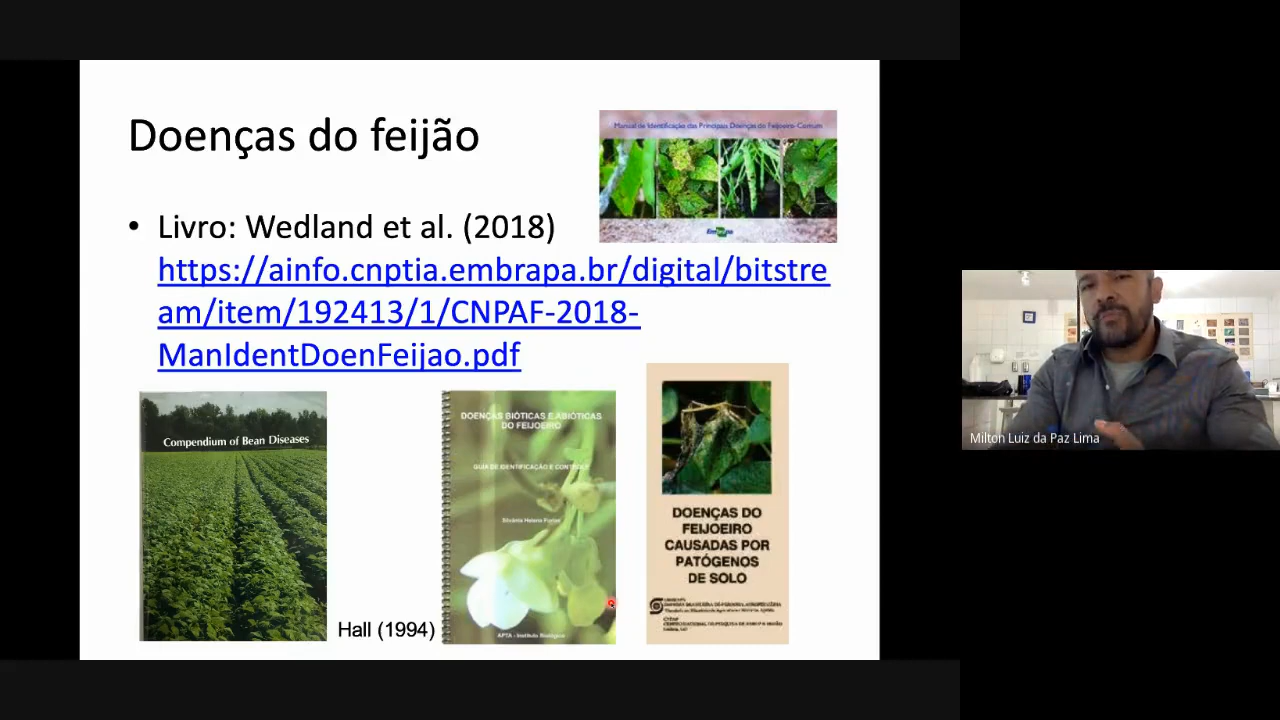 Doenças do feijão
Manual de Identificação das Principais Doenças do Feijoeiro-Comum
Embrapa
• Livro: Wedland et al. (2018)
https://ainfo.cnptia.embrapa.br/digital/bitstre
am/item/192413/1/CNPAF-2018-
ManIdentDoenFeijao.pdf
Compendium of Bean Diseases
Hall (1994)
DOENÇAS BIÓTICAS E ABIÓTICAS
DO FEIJOEIRO
GUIA DE IDENTIFICAÇÃO E CONTROLE
APTA - Instituto Biológico
DOENÇAS DO
FEIJOEIRO
CAUSADAS POR
PATÓGENOS
DE SOLO
Milton Luiz da Paz Lima